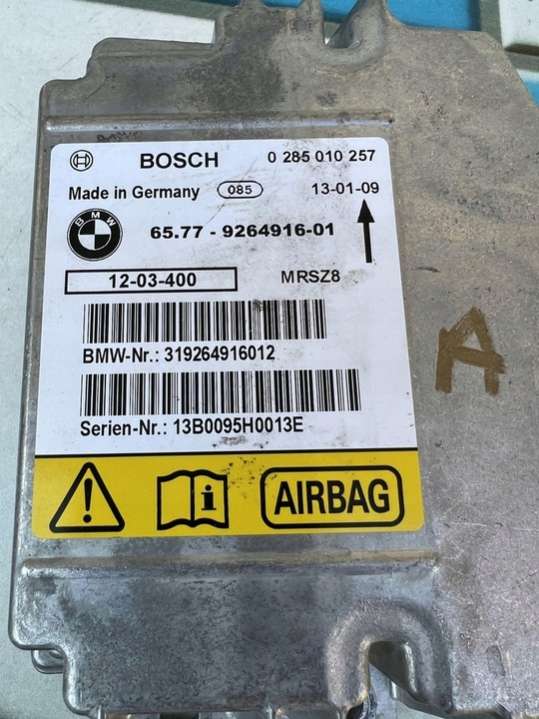 BOSCH 0 285 010 257
Made in Germany 085 13-01-09
BMW 65.77 - 9264916-01
12-03-400 MRSZ8
BMW-Nr.: 319264916012
Serien-Nr.: 13B0095H0013E
A
AIRBAG